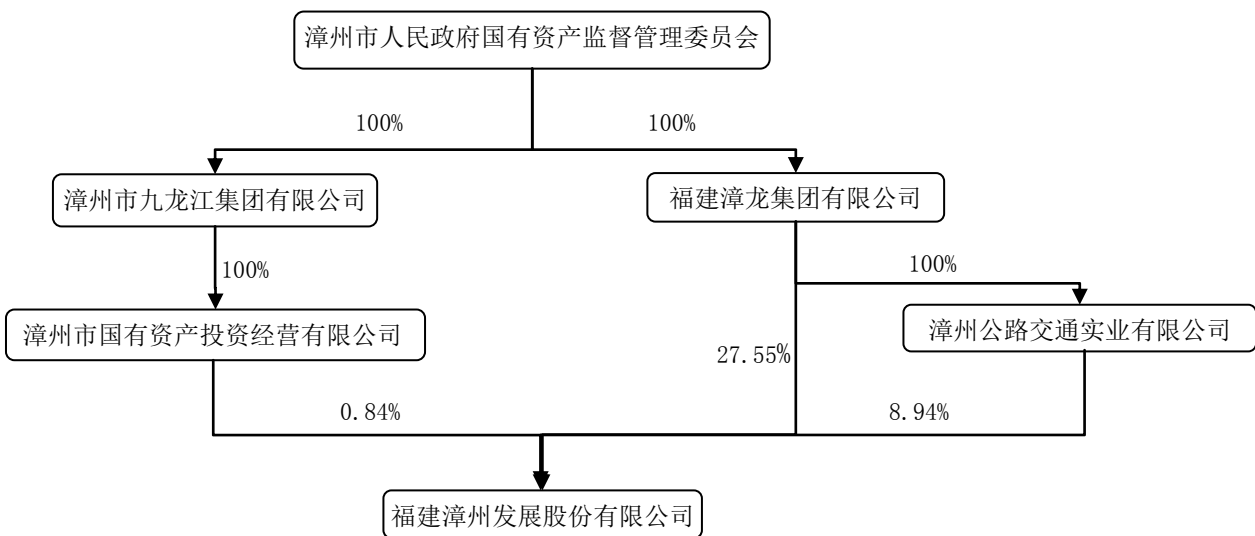 漳州市人民政府国有资产监督管理委员会
100%
100%
漳州市九龙江集团有限公司
福建漳龙集团有限公司
100%
100%
漳州市国有资产投资经营有限公司
漳州公路交通实业有限公司
27.55%
0.84%
8.94%
福建漳州发展股份有限公司